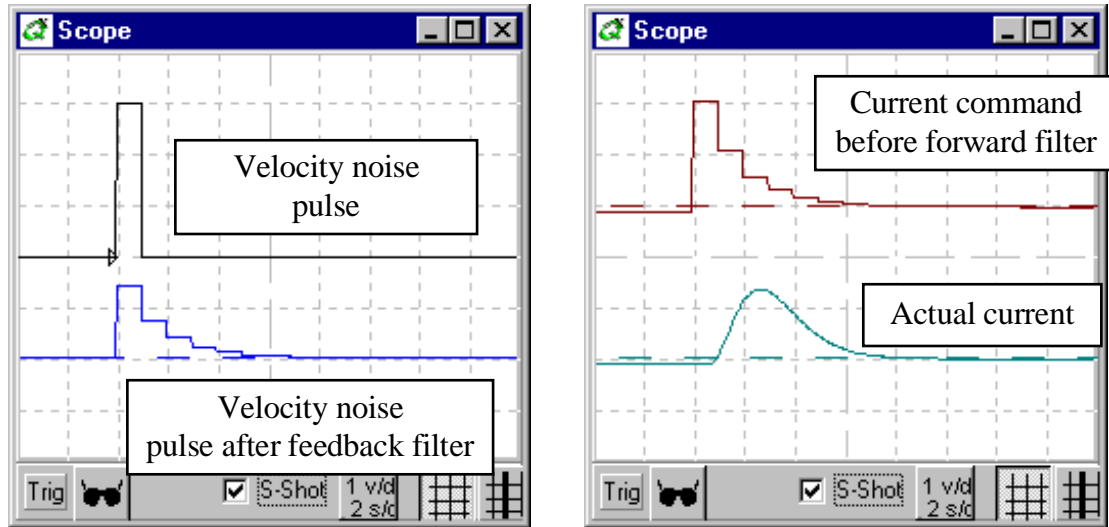 Scope
Velocity noise
pulse
Velocity noise
pulse after feedback filter
Trig
S-Shot
1 v/d
2 s/d
Scope
Current command
before forward filter
Actual current
Trig
S-Shot
1 v/d
2 s/d